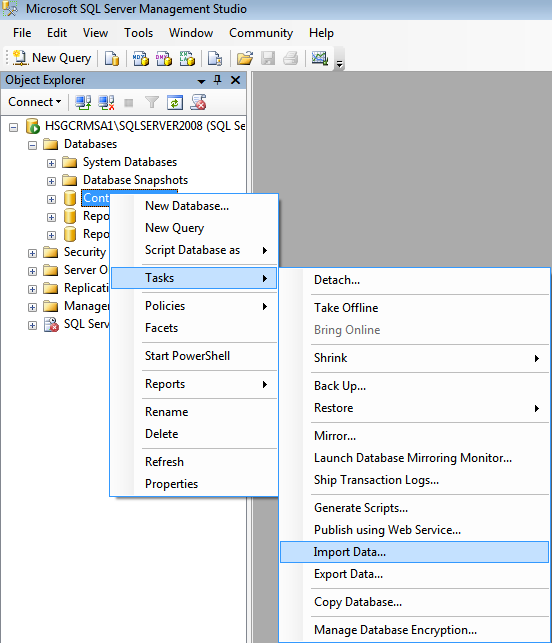 Microsoft SQL Server Management Studio
File Edit View Tools Window Community Help
New Query
Object Explorer
Connect
HSGCRMSA1\SQLSERVER2008 (SQL Se
Databases
System Databases
Database Snapshots
Cont
Repo
Repo
Security
Server O
Replicati
Manager
SQL Serv
New Database...
New Query
Script Database as
Tasks
Policies
Facets
Start PowerShell
Reports
Rename
Delete
Refresh
Properties
Detach...
Take Offline
Bring Online
Shrink
Back Up...
Restore
Mirror...
Launch Database Mirroring Monitor...
Ship Transaction Logs...
Generate Scripts...
Publish using Web Service...
Import Data...
Export Data...
Copy Database...
Manage Database Encryption...